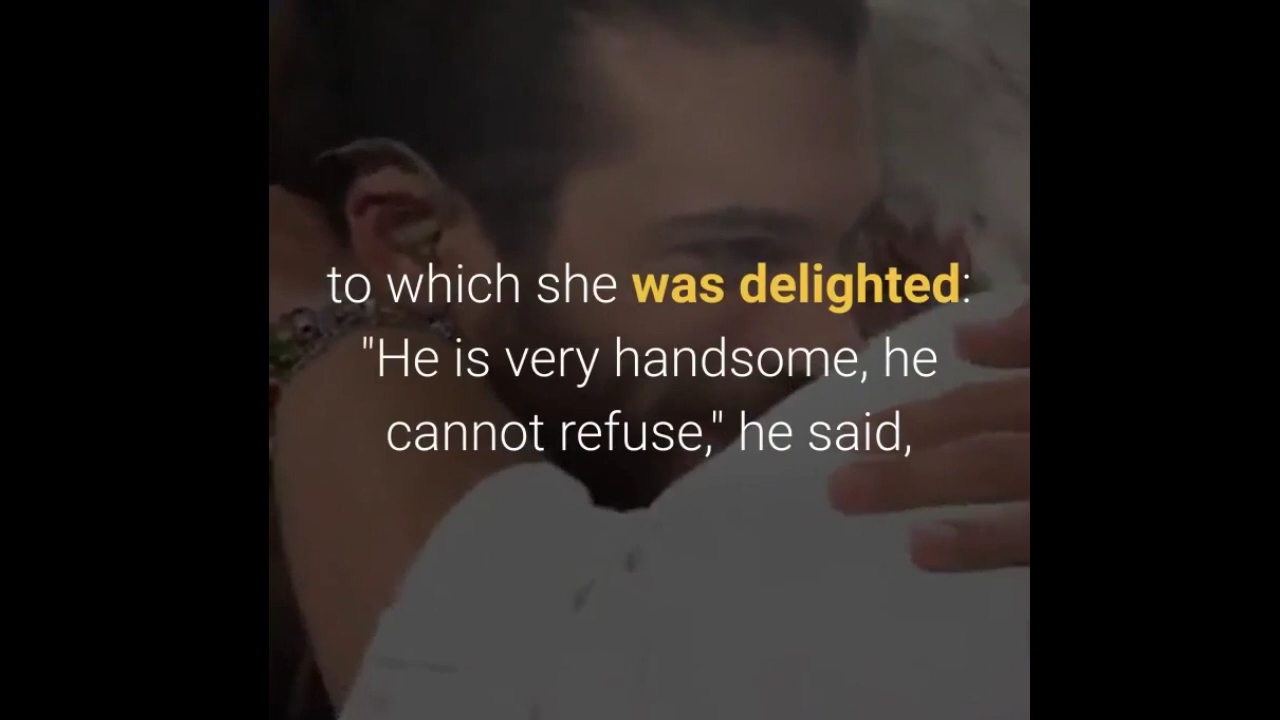 to which she was delighted:
"He is very handsome, he
cannot refuse," he said,